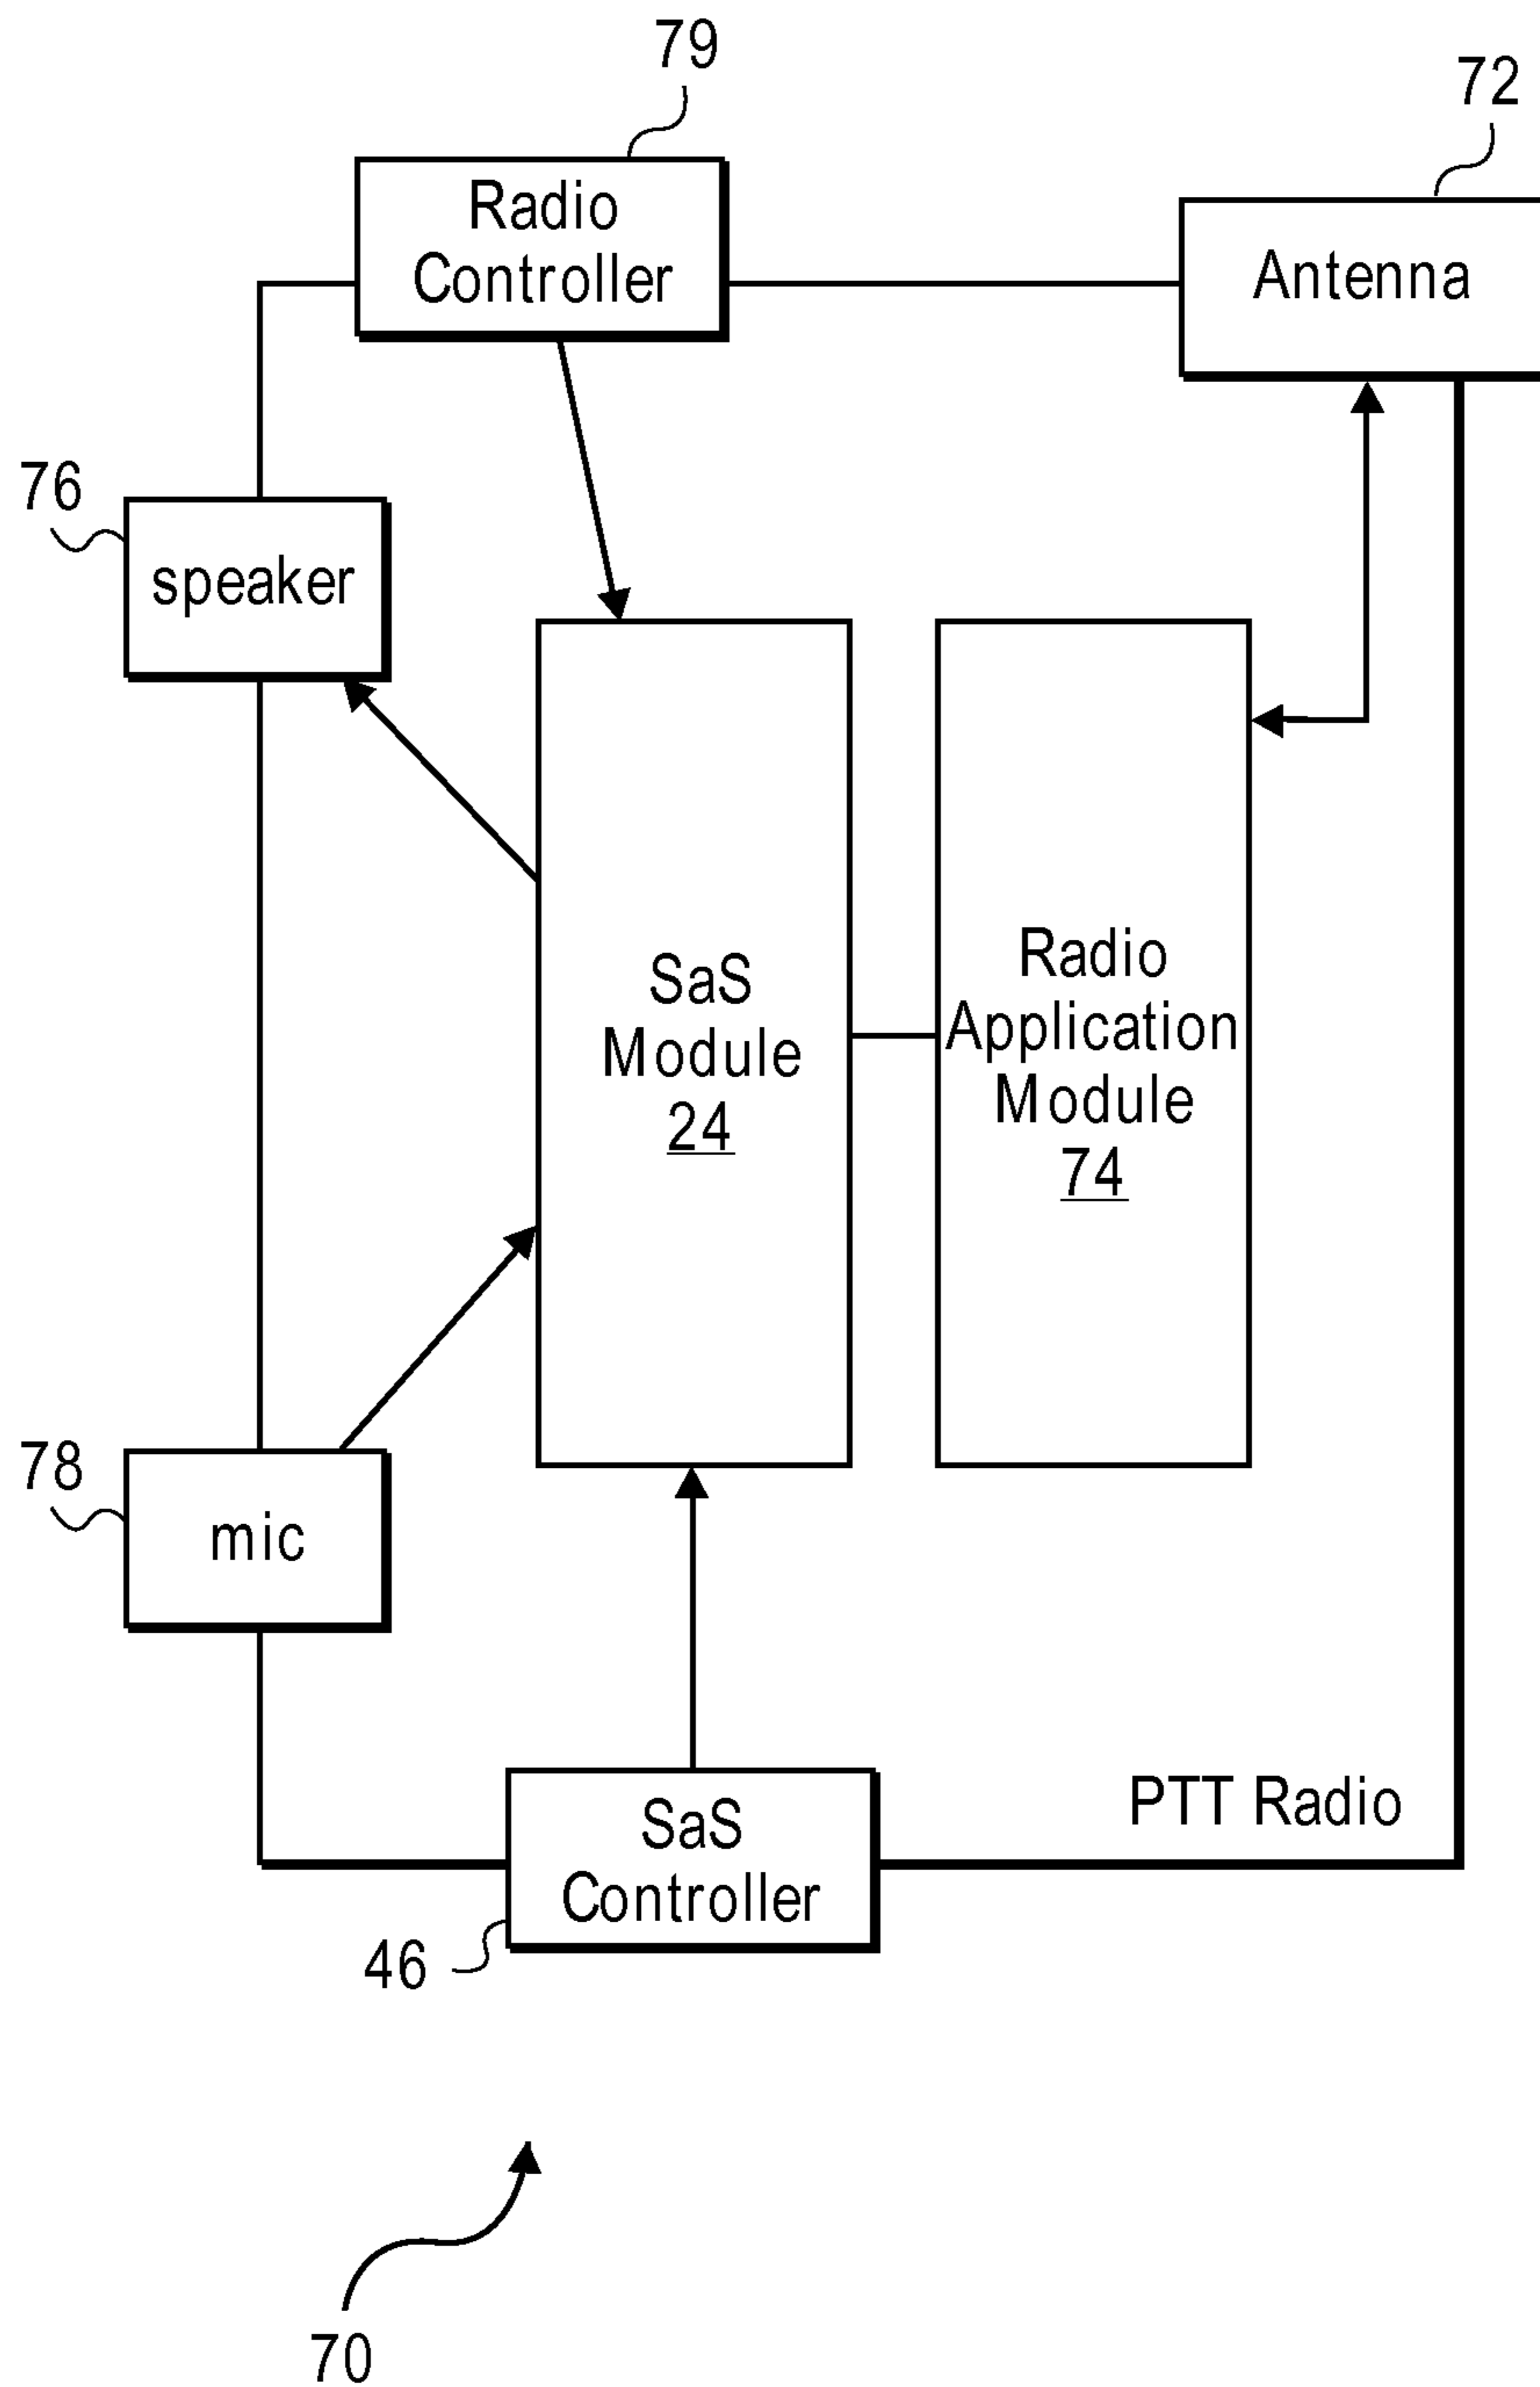 79
72
Radio
Controller
Antenna
76
speaker
SaS
Module
24
Radio
Application
Module
74
78
mic
PTT Radio
SaS
Controller
46
70